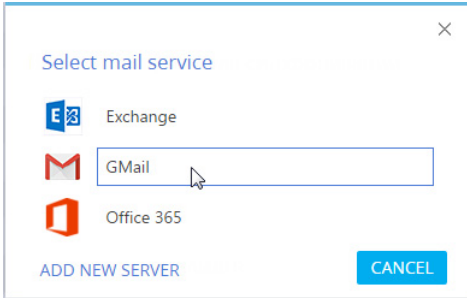 Select mail service
Exchange
GMail
Office 365
ADD NEW SERVER CANCEL